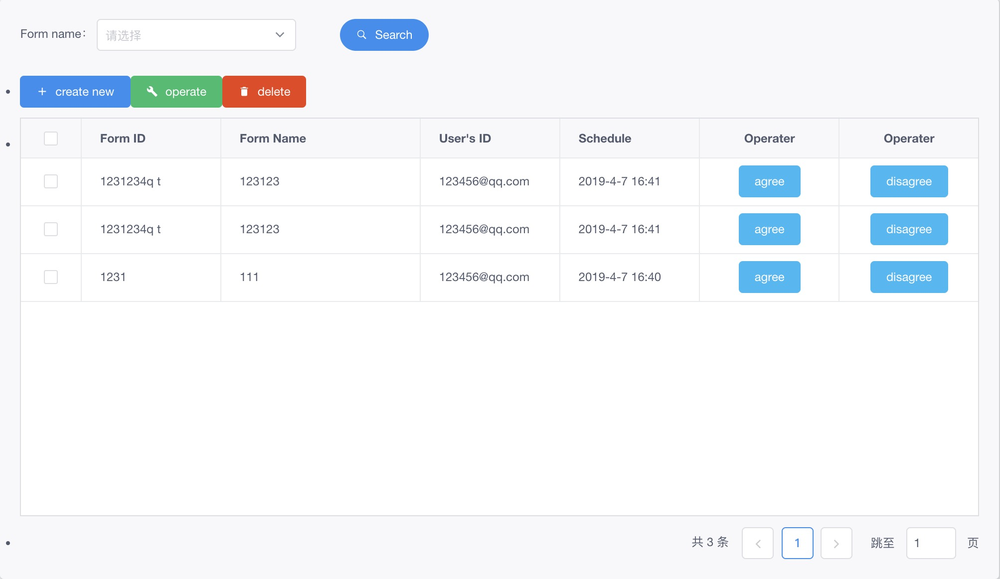 Form name：
请选择
Search
create new operate delete
Form ID Form Name User's ID Schedule Operater Operater
1231234q t 123123 123456@qq.com 2019-4-7 16:41 agree disagree
1231234q t 123123 123456@qq.com 2019-4-7 16:41 agree disagree
1231 111 123456@qq.com 2019-4-7 16:40 agree disagree
共 3 条 1 跳至 1 页